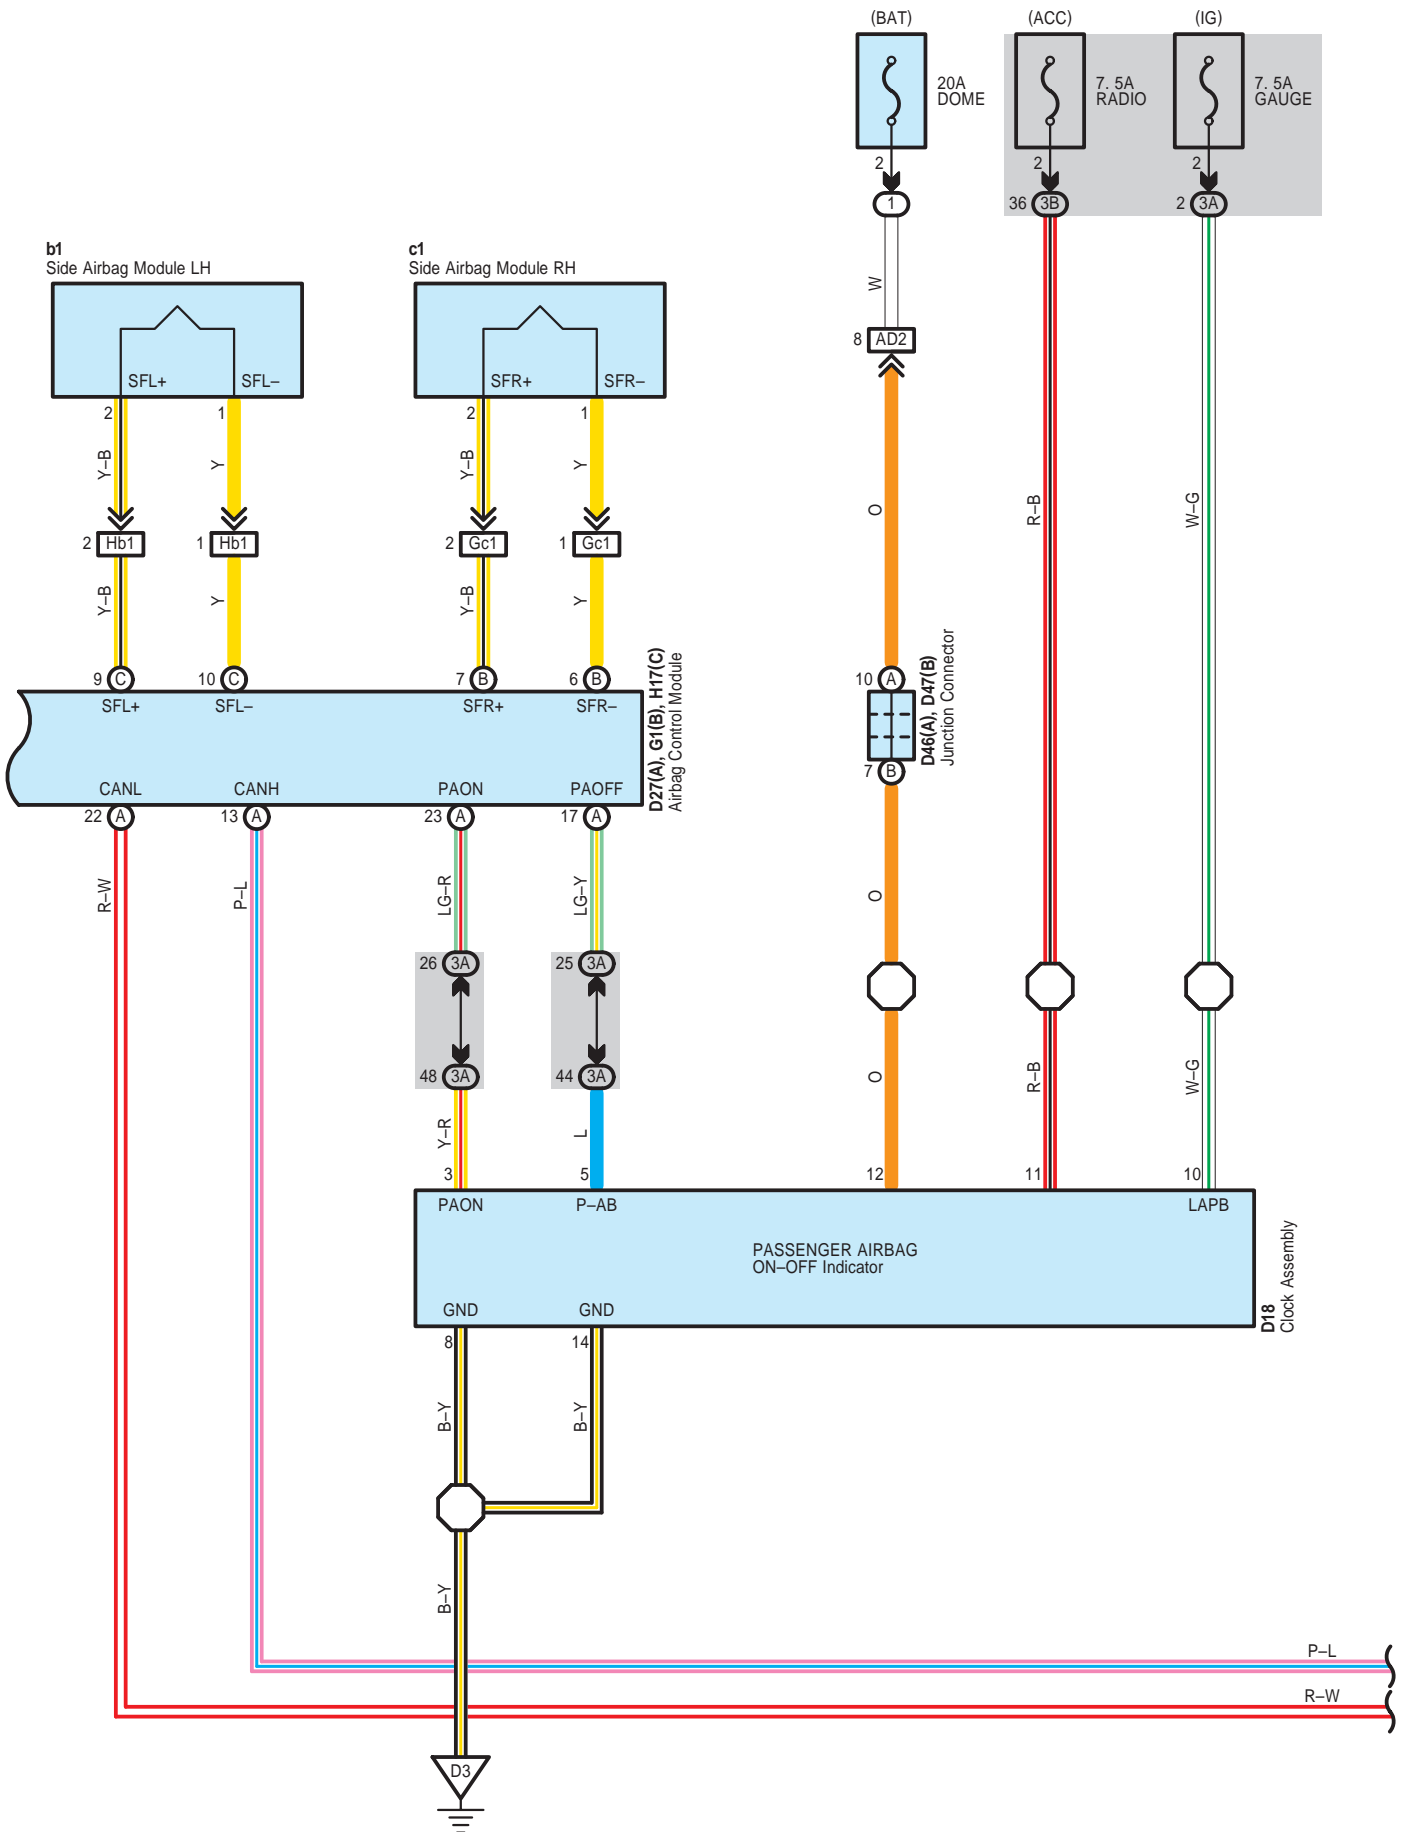 (BAT)
(ACC)
(IG)
20A
DOME
7. 5A
RADIO
7. 5A
GAUGE
2
2
2
1
36 3B
2 3A
b1
Side Airbag Module LH
c1
Side Airbag Module RH
W
8 AD2
SFL+
SFL–
SFR+
SFR–
2
1
2
1
Y–B
Y
Y–B
Y
O
R–B
W–G
2 Hb1
1 Hb1
2 Gc1
1 Gc1
Y–B
Y
Y–B
Y
9 C
10 C
7 B
6 B
10 A
SFL+
SFL–
SFR+
SFR–
D27(A), G1(B), H17(C)
Airbag Control Module
D46(A), D47(B)
Junction Connector
7 B
CANL
CANH
PAON
PAOFF
22 A
13 A
23 A
17 A
R–W
P–L
LG–R
LG–Y
O
26 3A
25 3A
48 3A
44 3A
O
R–B
W–G
Y–R
L
3
5
12
11
10
PAON
P–AB
LAPB
PASSENGER AIRBAG
ON–OFF Indicator
D18
Clock Assembly
GND
GND
8
14
B–Y
B–Y
B–Y
P–L
R–W
D3